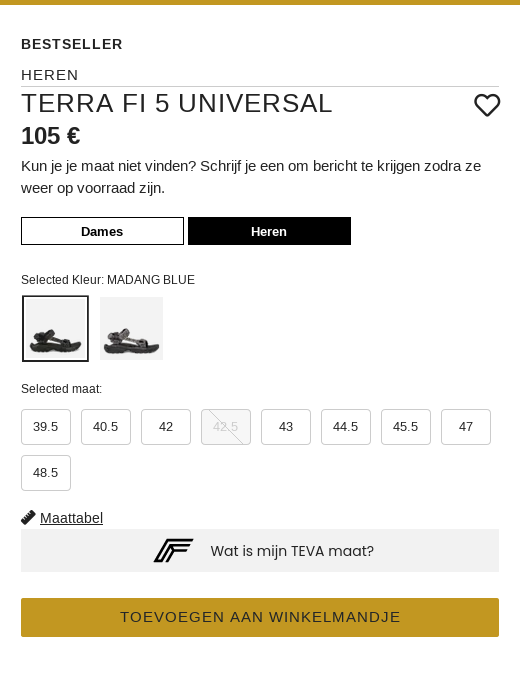 BESTSELLER
HEREN
TERRA FI 5 UNIVERSAL
105 €
Kun je je maat niet vinden? Schrijf je een om bericht te krijgen zodra ze
weer op voorraad zijn.
Dames Heren
Selected Kleur: MADANG BLUE
Selected maat:
39.5 40.5 42 42.5 43 44.5 45.5 47
48.5
Maattabel
Wat is mijn TEVA maat?
TOEVOEGEN AAN WINKELMANDJE